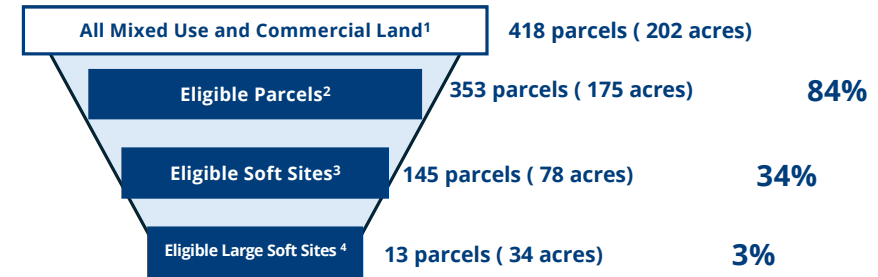 All Mixed Use and Commercial Land¹ 418 parcels ( 202 acres)
Eligible Parcels² 353 parcels ( 175 acres) 84%
Eligible Soft Sites³ 145 parcels ( 78 acres) 34%
Eligible Large Soft Sites ⁴ 13 parcels ( 34 acres) 3%